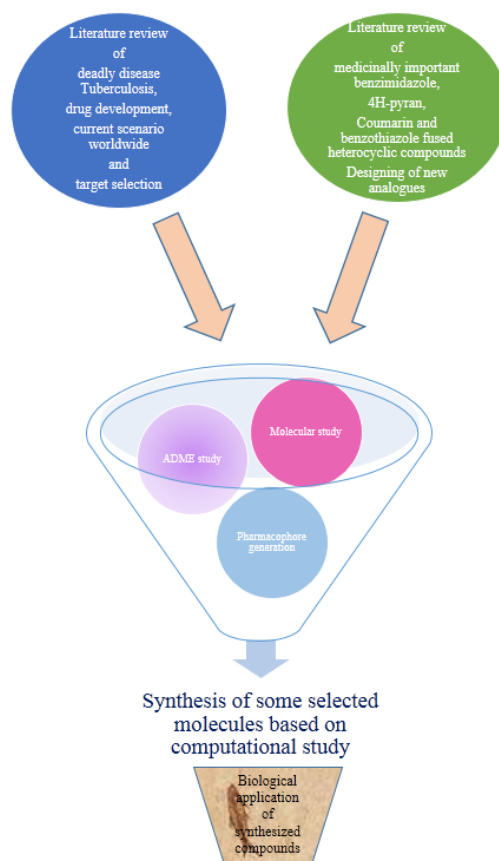 Literature review
of
deadly disease
Tuberculosis,
drug development,
current scenario
worldwide
and
target selection
Literature review
of
medicinally important
benzimidazole,
4H-pyran,
Coumarin and
benzothiazole fused
heterocyclic compounds
Designing of new
analogues
Molecular study
ADME study
Pharmacophore
generation
Synthesis of some selected
molecules based on
computational study
Biological
application
of
synthesized
compounds